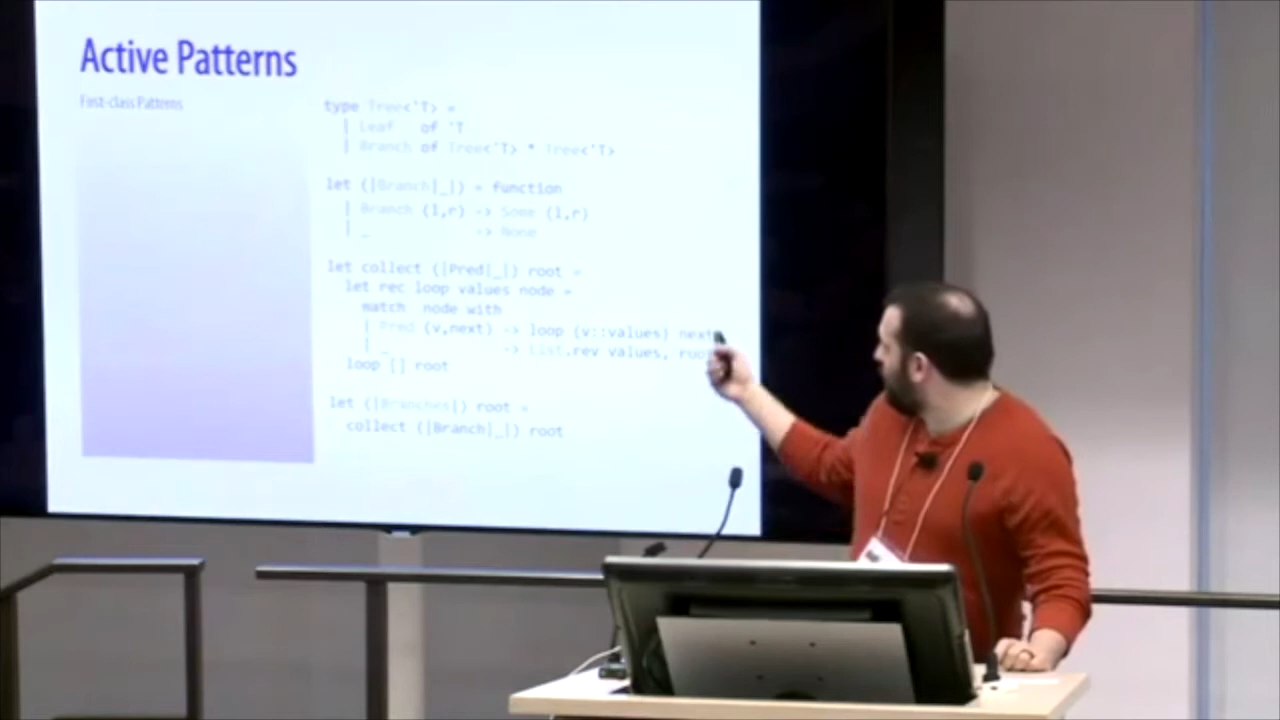 Active Patterns
First-class Patterns
type Tree<'T> =
| Leaf of 'T
| Branch of Tree<'T> * Tree<'T>
let (|Branch|_|) = function
| Branch (l,r) -> Some (l,r)
| _ -> None
let collect (|Pred|_|) root =
let rec loop values node =
match node with
| Pred (v,next) -> loop (v::values) next
| _ -> List.rev values, roo
loop [] root
let (|Branches|) root =
collect (|Branch|_|) root